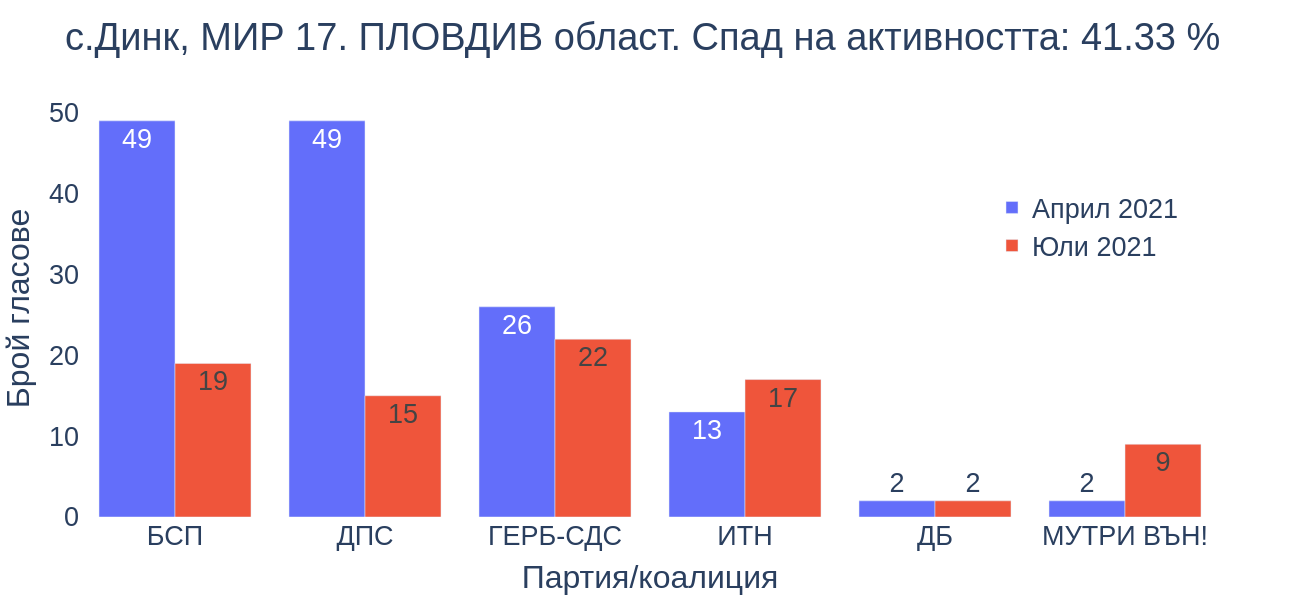 с.Динк, МИР 17. ПЛОВДИВ област. Спад на активността: 41.33 %
Брой гласове
50
40
30
20
10
0
49
19
49
15
26
22
13
17
2
2
2
9
Април 2021
Юли 2021
БСП
ДПС
ГЕРБ-СДС
ИТН
ДБ
МУТРИ ВЪН!
Партия/коалиция